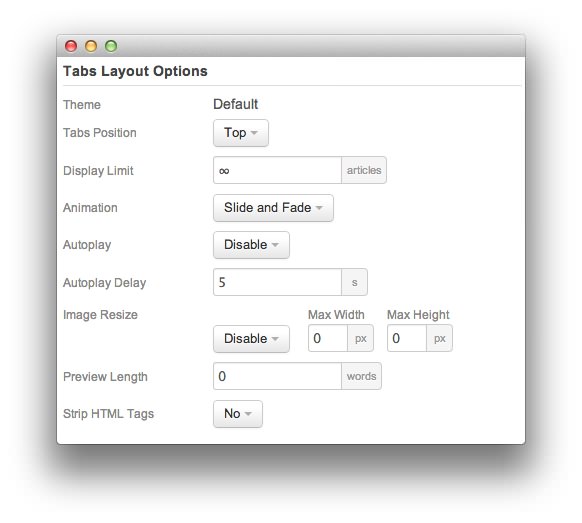 Tabs Layout Options
Theme Default
Tabs Position Top
Display Limit ∞ articles
Animation Slide and Fade
Autoplay Disable
Autoplay Delay 5 s
Image Resize Max Width Max Height
Disable 0 px 0 px
Preview Length 0 words
Strip HTML Tags No